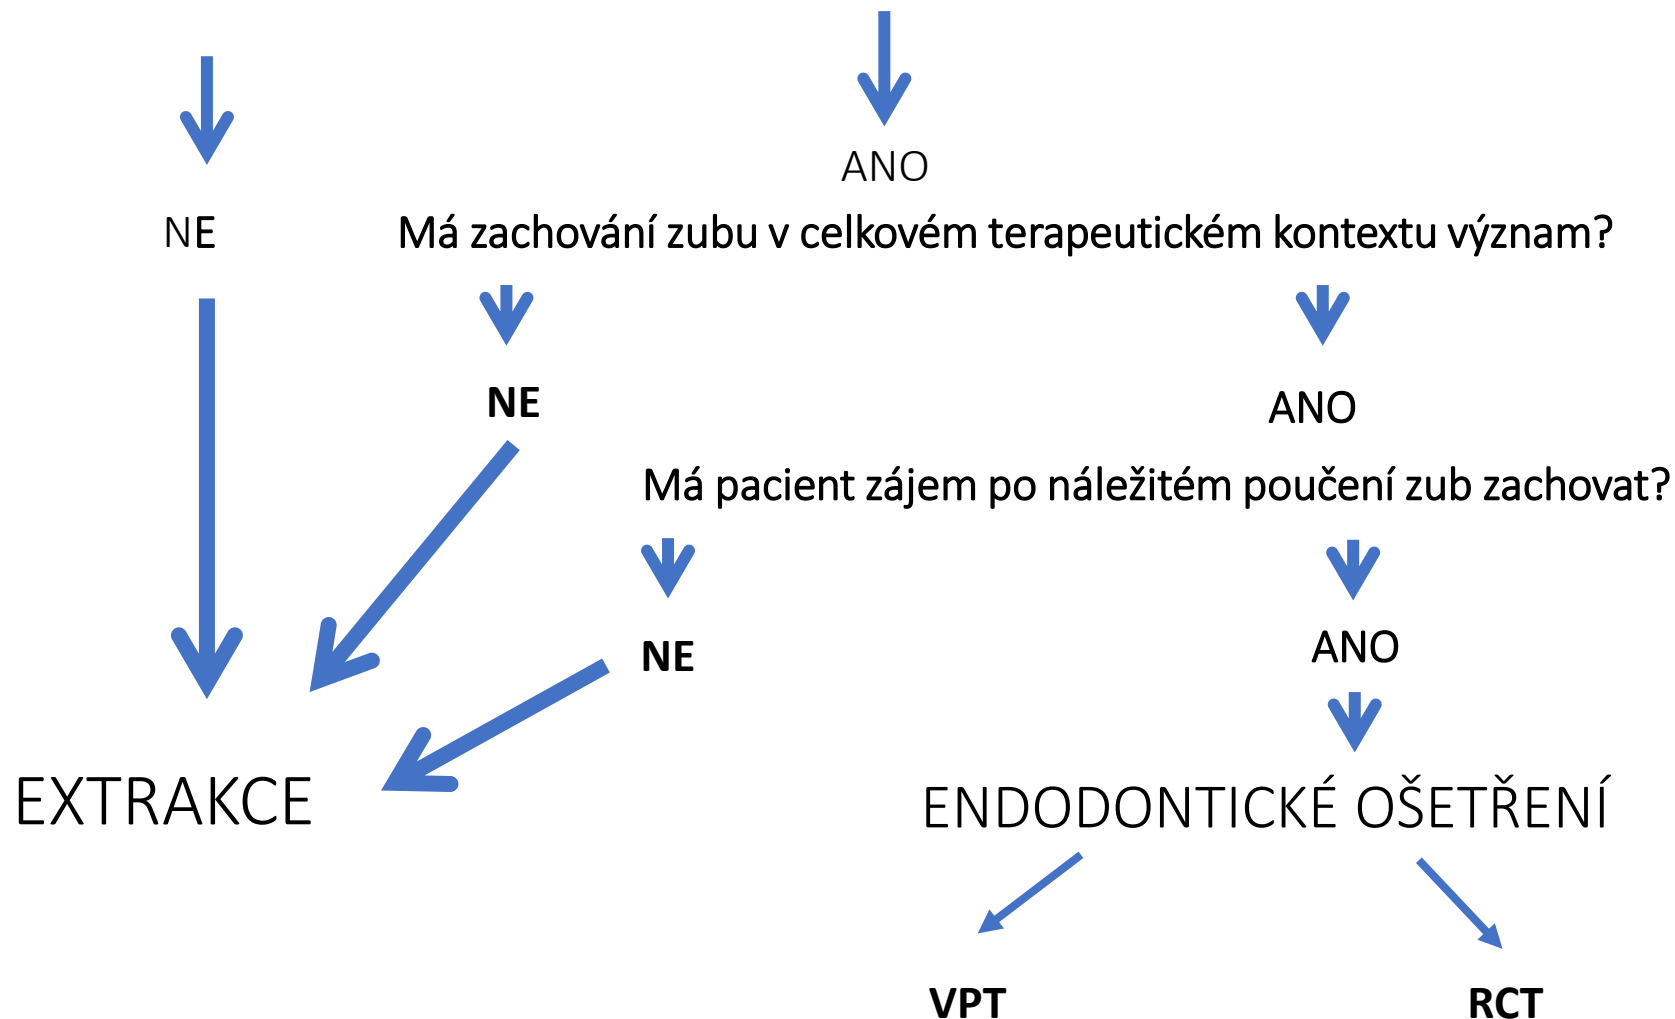 ANO
NE
Má zachování zubu v celkovém terapeutickém kontextu význam?
NE
ANO
Má pacient zájem po náležitém poučení zub zachovat?
NE
ANO
EXTRAKCE
ENDODONTICKÉ OŠETŘENÍ
VPT
RCT